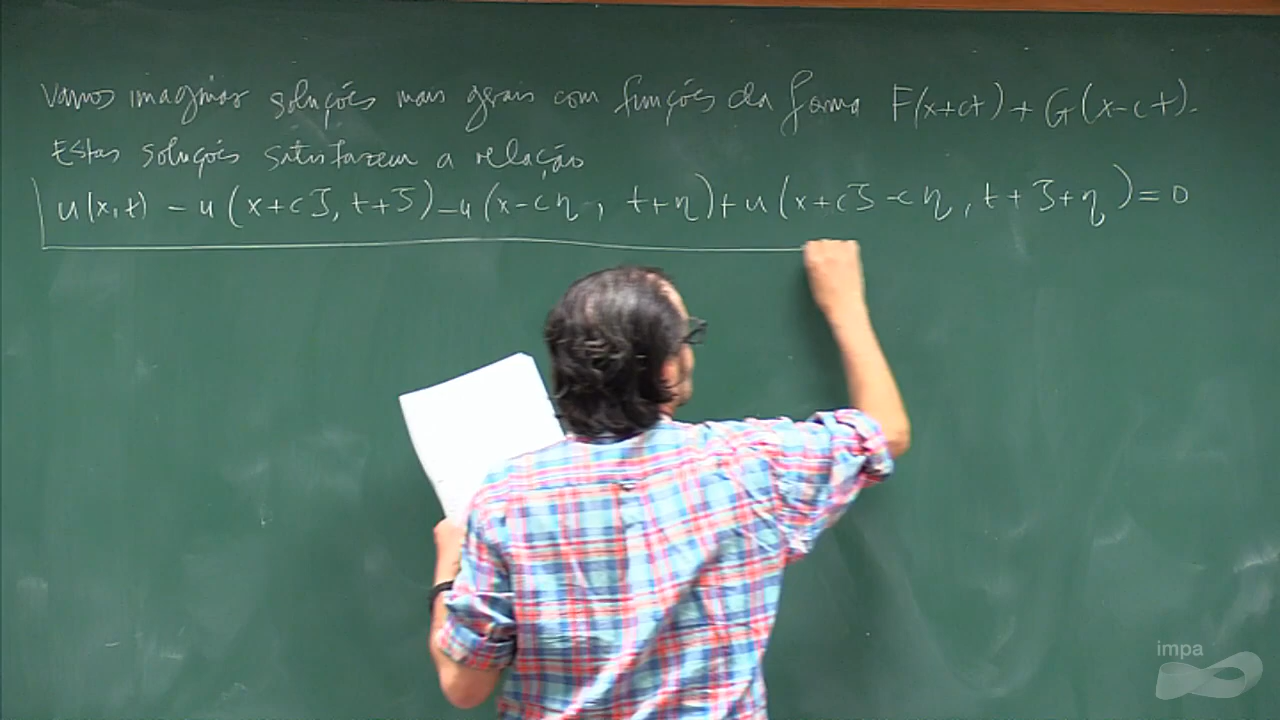 Vamos imaginar soluções mais gerais com funções da forma F(x+ct) + G(x-ct).
Estas soluções satisfazem a relação
u(x,t) - u(x+cξ, t+ξ) - u(x-cη, t+η) + u(x+cξ-cη, t+ξ+η) = 0
impa